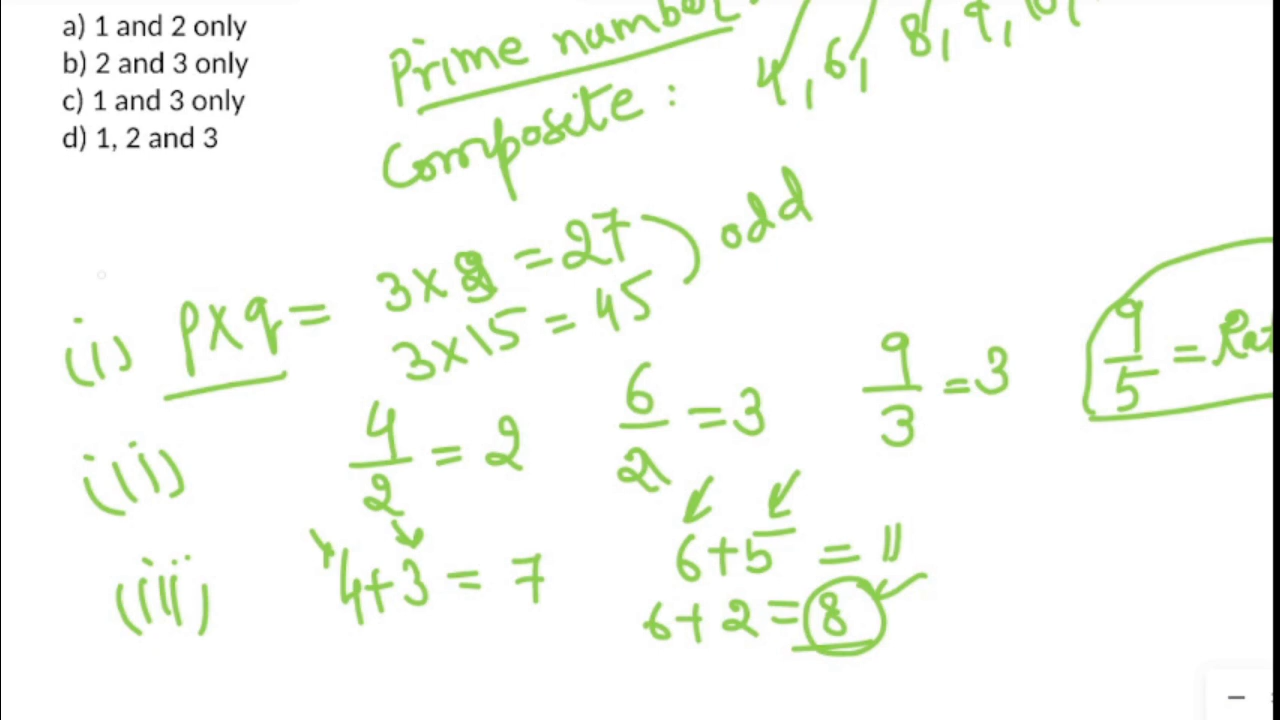 a) 1 and 2 only
b) 2 and 3 only
c) 1 and 3 only
d) 1, 2 and 3
Prime number
Composite : 4, 6, 8, 9, 10,
(i) p×q = 3×9 = 27 odd
3×15 = 45
(ii) 4/2 = 2 6/2 = 3 9/3 = 3 9/5 =
(iii) 4+3 = 7 6+5 = 11
6+2 = 8